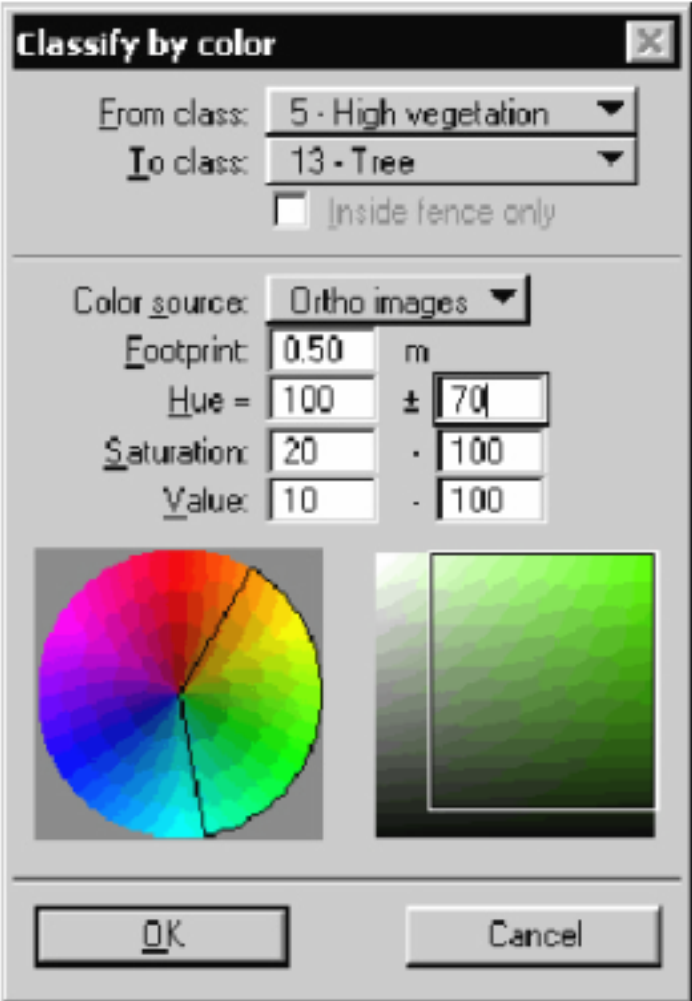 Classify by color
From class: 5 - High vegetation
To class: 13 - Tree
Inside fence only
Color source: Ortho images
Footprint: 0.50 m
Hue = 100 ± 70
Saturation: 20 - 100
Value: 10 - 100
OK Cancel